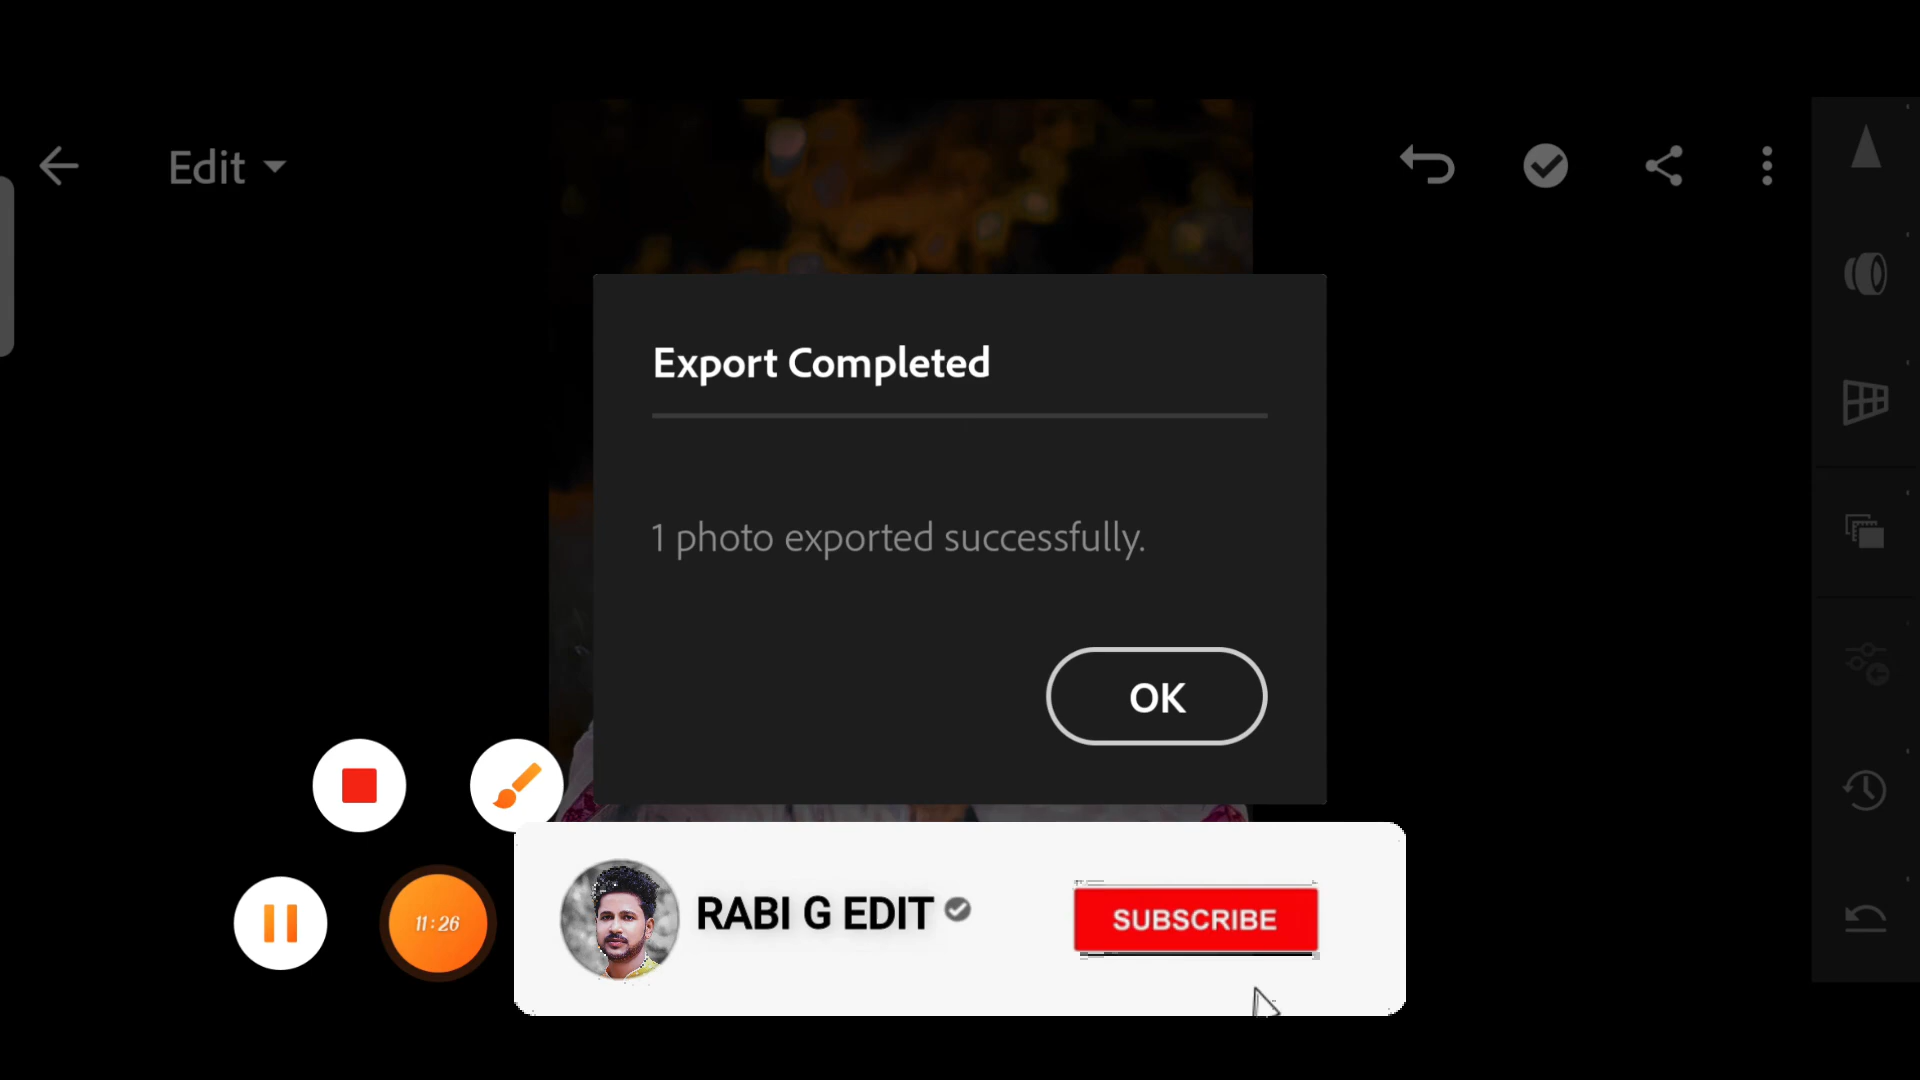 Edit
Export Completed
1 photo exported successfully.
OK
11:26
RABI G EDIT
SUBSCRIBE